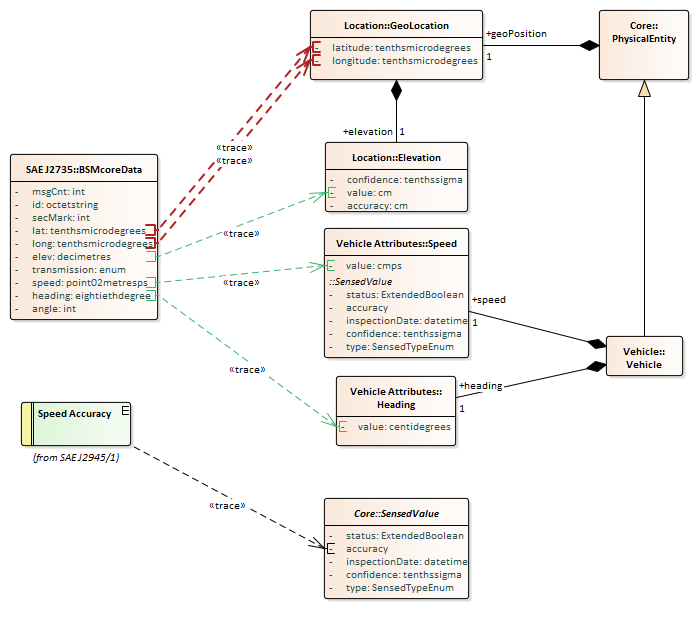 Location::GeoLocation
- latitude: tenthsmicrodegrees
- longitude: tenthsmicrodegrees
+geoPosition
1
Core::
PhysicalEntity
+elevation 1
«trace»
«trace»
Location::Elevation
- confidence: tenthssigma
- value: cm
- accuracy: cm
SAEJ2735::BSMcoreData
- msgCnt: int
- id: octetstring
- secMark: int
- lat: tenthsmicrodegrees
- long: tenthsmicrodegrees
- elev: decimetres
- transmission: enum
- speed: point02metresps
- heading: eightiethdegree
- angle: int
«trace»
«trace»
«trace»
Vehicle Attributes::Speed
- value: cmps
::SensedValue
- status: ExtendedBoolean
- accuracy
- inspectionDate: datetime
- confidence: tenthssigma
- type: SensedTypeEnum
+speed
1
Vehicle::
Vehicle
+heading
1
Vehicle Attributes::
Heading
- value: centidegrees
Speed Accuracy
(from SAEJ2945/1)
«trace»
Core::SensedValue
- status: ExtendedBoolean
- accuracy
- inspectionDate: datetime
- confidence: tenthssigma
- type: SensedTypeEnum